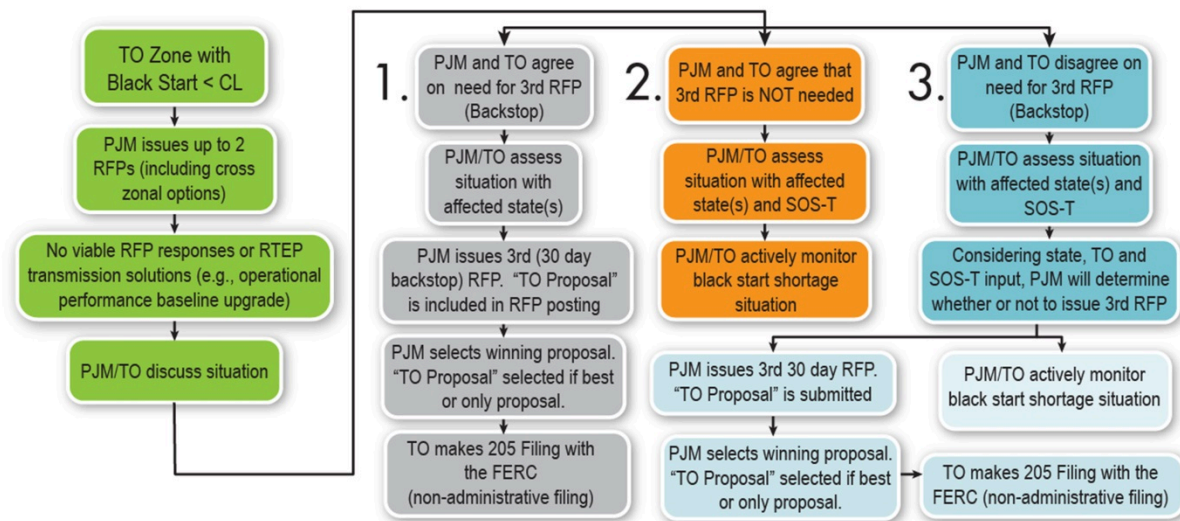 TO Zone with
Black Start < CL
PJM issues up to 2
RFPs (including cross
zonal options)
No viable RFP responses or RTEP
transmission solutions (e.g., operational
performance baseline upgrade)
PJM/TO discuss situation
1.
PJM and TO agree
on need for 3rd RFP
(Backstop)
PJM/TO assess
situation with
affected state(s)
PJM issues 3rd (30 day
backstop) RFP. “TO Proposal”
is included in RFP posting
PJM selects winning proposal.
“TO Proposal” selected if best
or only proposal.
TO makes 205 Filing with
the FERC
(non-administrative filing)
2.
PJM and TO agree that
3rd RFP is NOT needed
PJM/TO assess
situation with affected
state(s) and SOS-T
PJM/TO actively monitor
black start shortage
situation
3.
PJM and TO disagree on
need for 3rd RFP
(Backstop)
PJM/TO assess situation
with affected state(s) and
SOS-T
Considering state, TO and
SOS-T input, PJM will determine
whether or not to issue 3rd RFP
PJM issues 3rd 30 day RFP.
“TO Proposal” is submitted
PJM selects winning proposal.
“TO Proposal” selected if best
or only proposal.
TO makes 205 Filing with the
FERC (non-administrative filing)
PJM/TO actively monitor
black start shortage situation